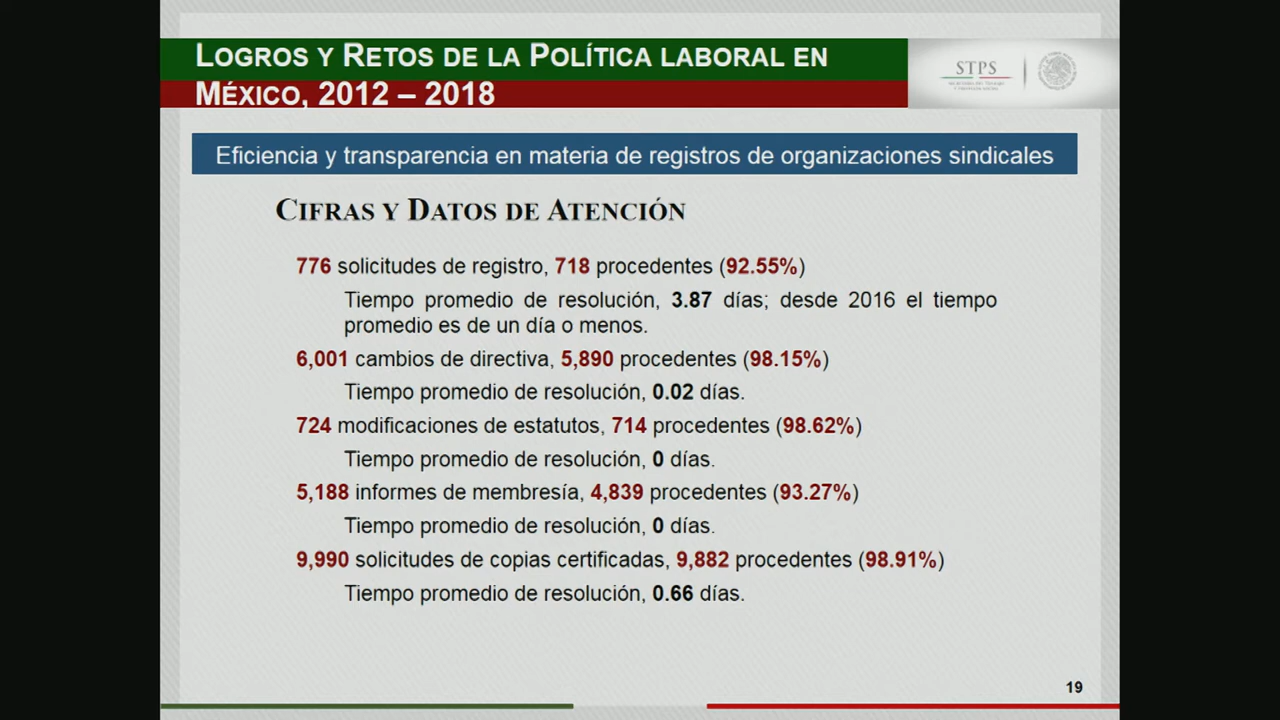 LOGROS Y RETOS DE LA POLÍTICA LABORAL EN
MÉXICO, 2012 – 2018
STPS
Eficiencia y transparencia en materia de registros de organizaciones sindicales
CIFRAS Y DATOS DE ATENCIÓN
776 solicitudes de registro, 718 procedentes (92.55%)
Tiempo promedio de resolución, 3.87 días; desde 2016 el tiempo
promedio es de un día o menos.
6,001 cambios de directiva, 5,890 procedentes (98.15%)
Tiempo promedio de resolución, 0.02 días.
724 modificaciones de estatutos, 714 procedentes (98.62%)
Tiempo promedio de resolución, 0 días.
5,188 informes de membresía, 4,839 procedentes (93.27%)
Tiempo promedio de resolución, 0 días.
9,990 solicitudes de copias certificadas, 9,882 procedentes (98.91%)
Tiempo promedio de resolución, 0.66 días.
19